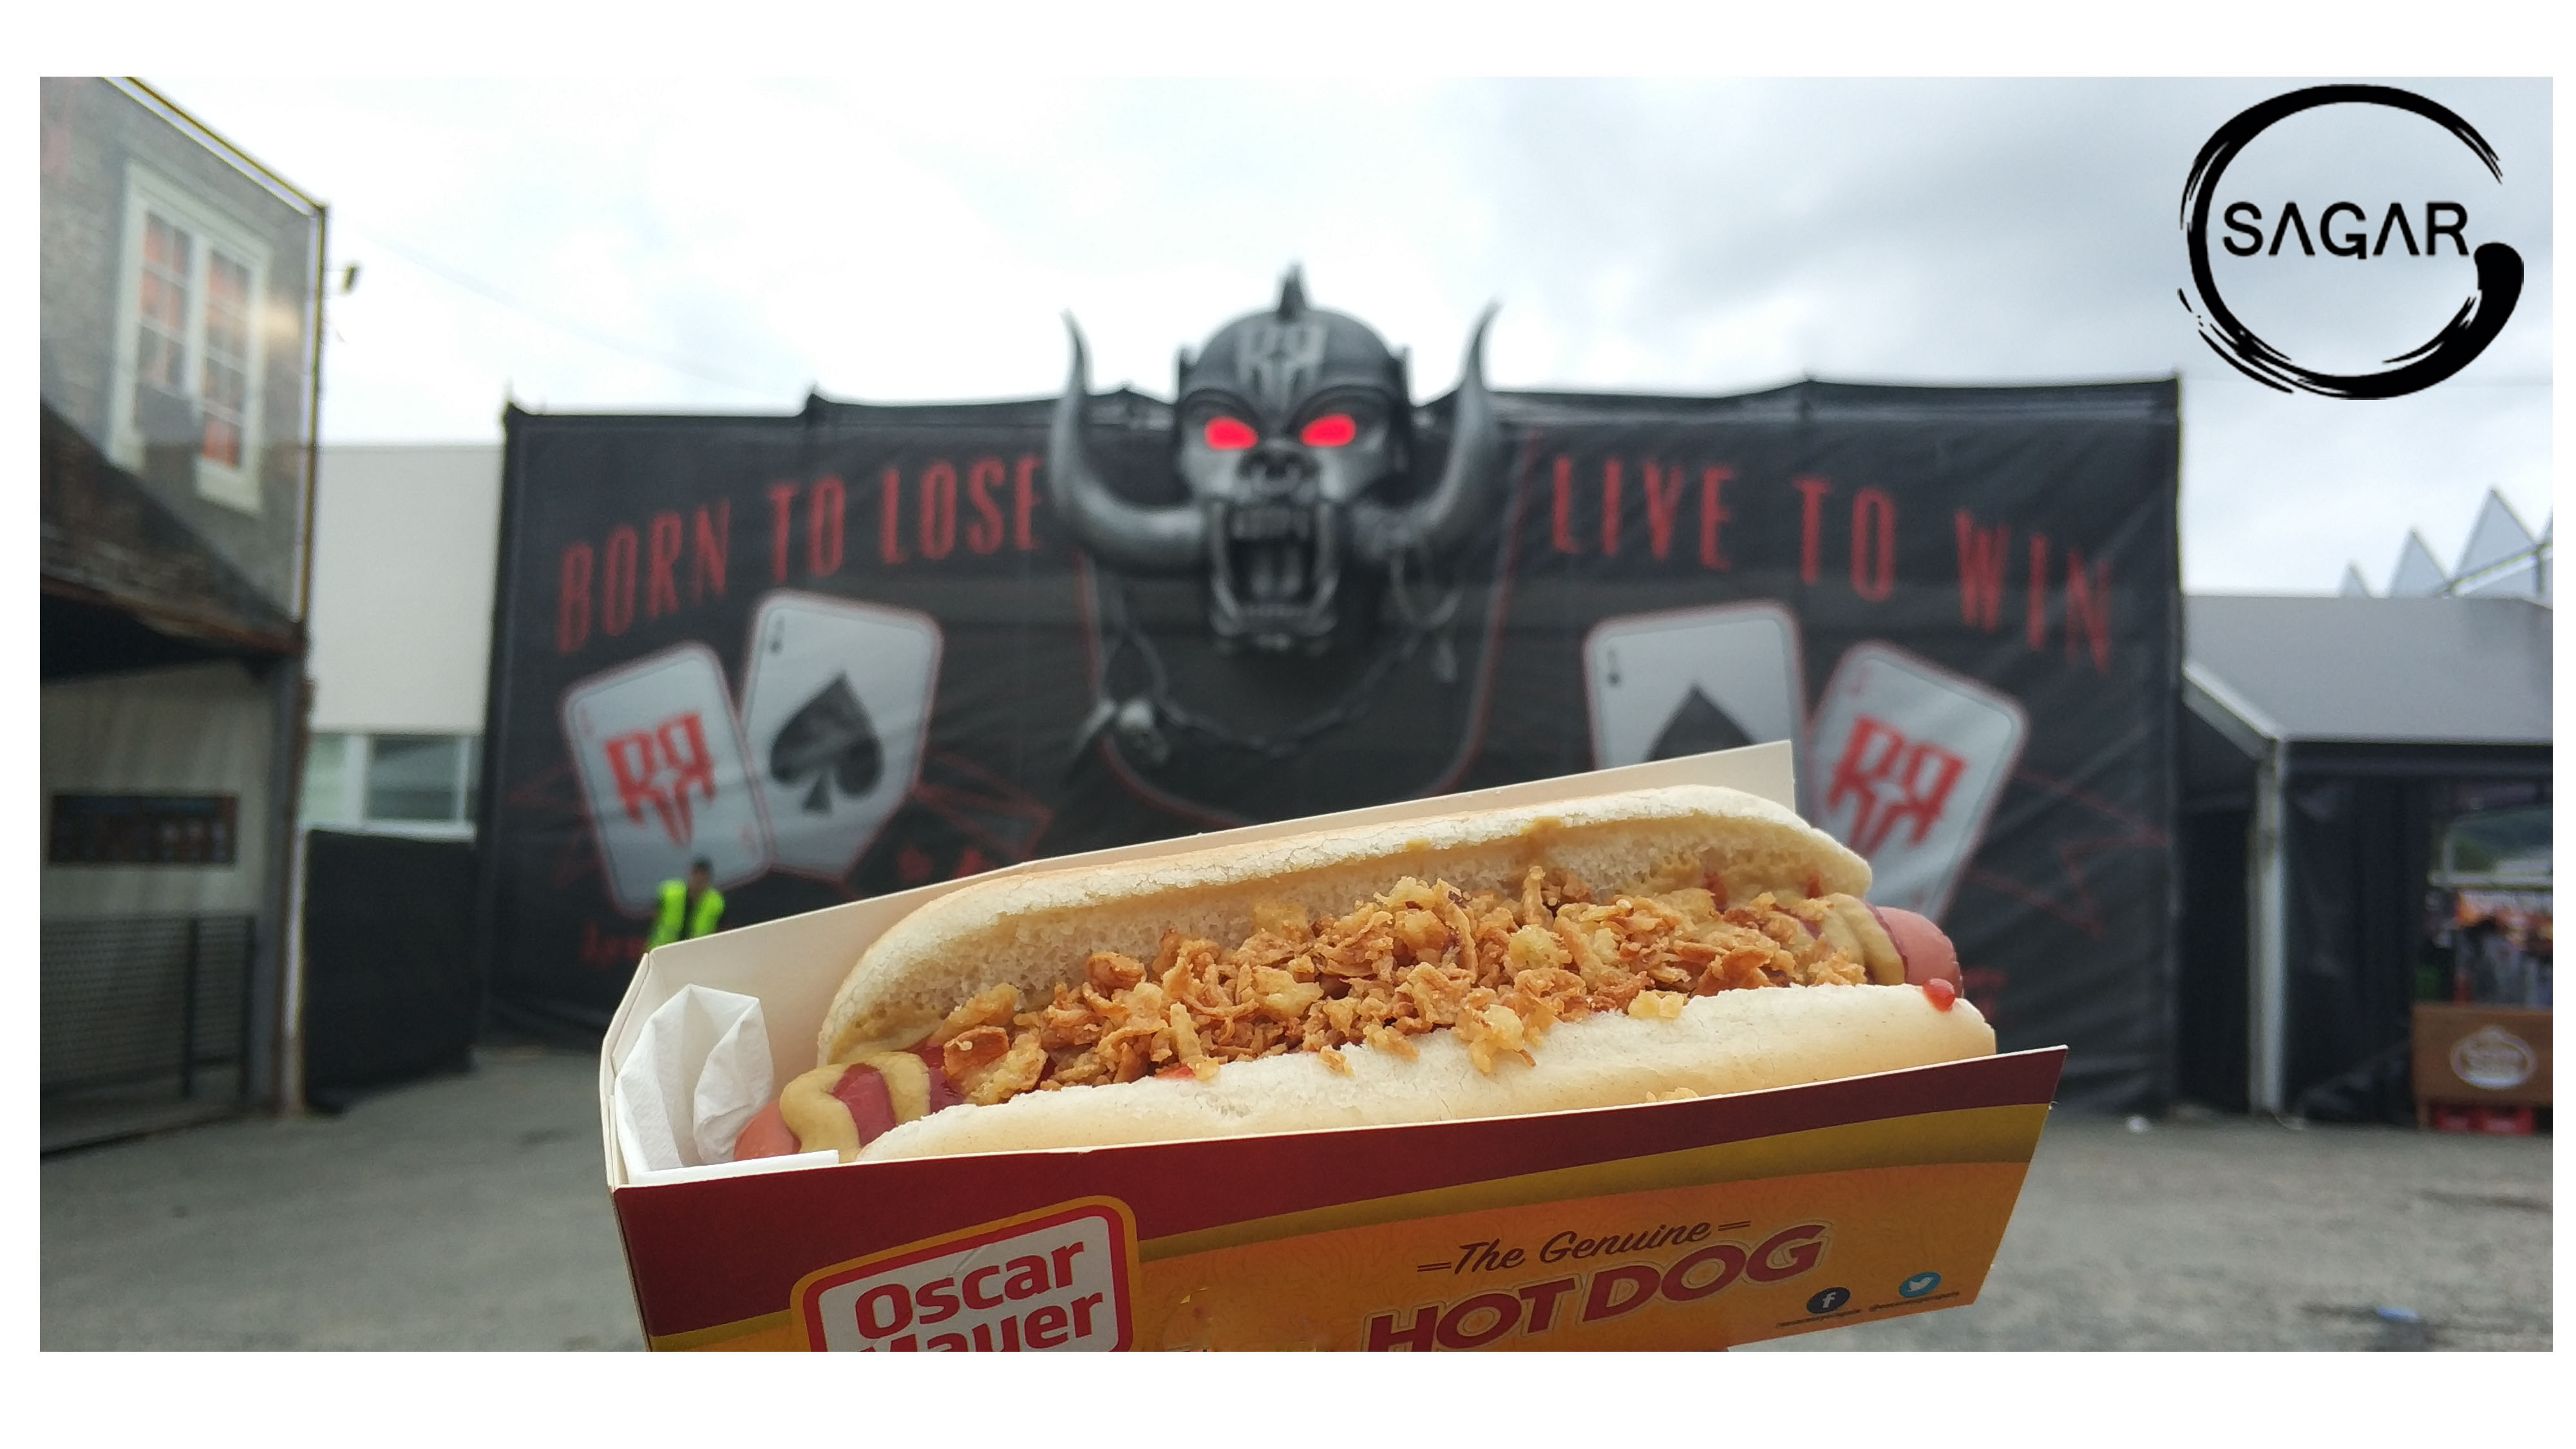 SAGAR
BORN TO LOSE
LIVE TO WIN
Oscar
Mayer
The Genuine
HOT DOG